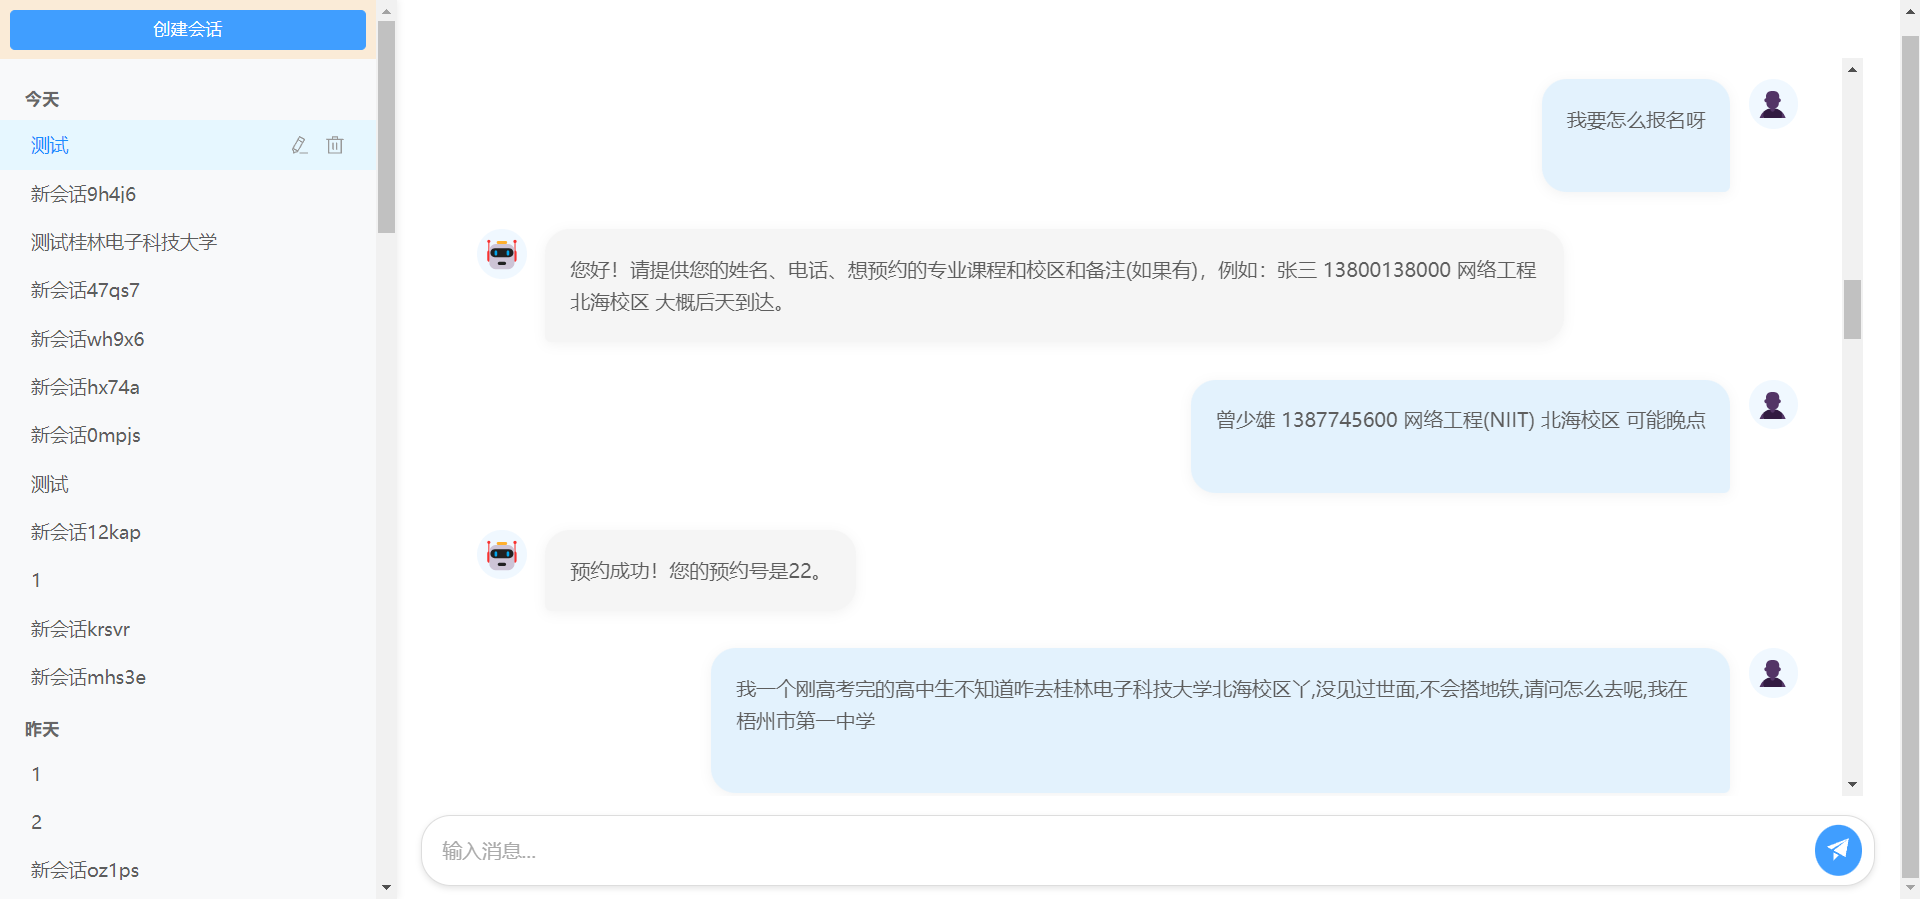 创建会话
今天
测试
新会话9h4j6
测试桂林电子科技大学
新会话47qs7
新会话wh9x6
新会话hx74a
新会话0mpjs
测试
新会话12kap
1
新会话krsvr
新会话mhs3e
昨天
1
2
新会话oz1ps
我要怎么报名呀
您好！请提供您的姓名、电话、想预约的专业课程和校区和备注(如果有)，例如：张三 13800138000 网络工程
北海校区 大概后天到达。
曾少雄 1387745600 网络工程(NIIT) 北海校区 可能晚点
预约成功！您的预约号是22。
我一个刚高考完的高中生不知道咋去桂林电子科技大学北海校区丫,没见过世面,不会搭地铁,请问怎么去呢,我在
梧州市第一中学
输入消息...